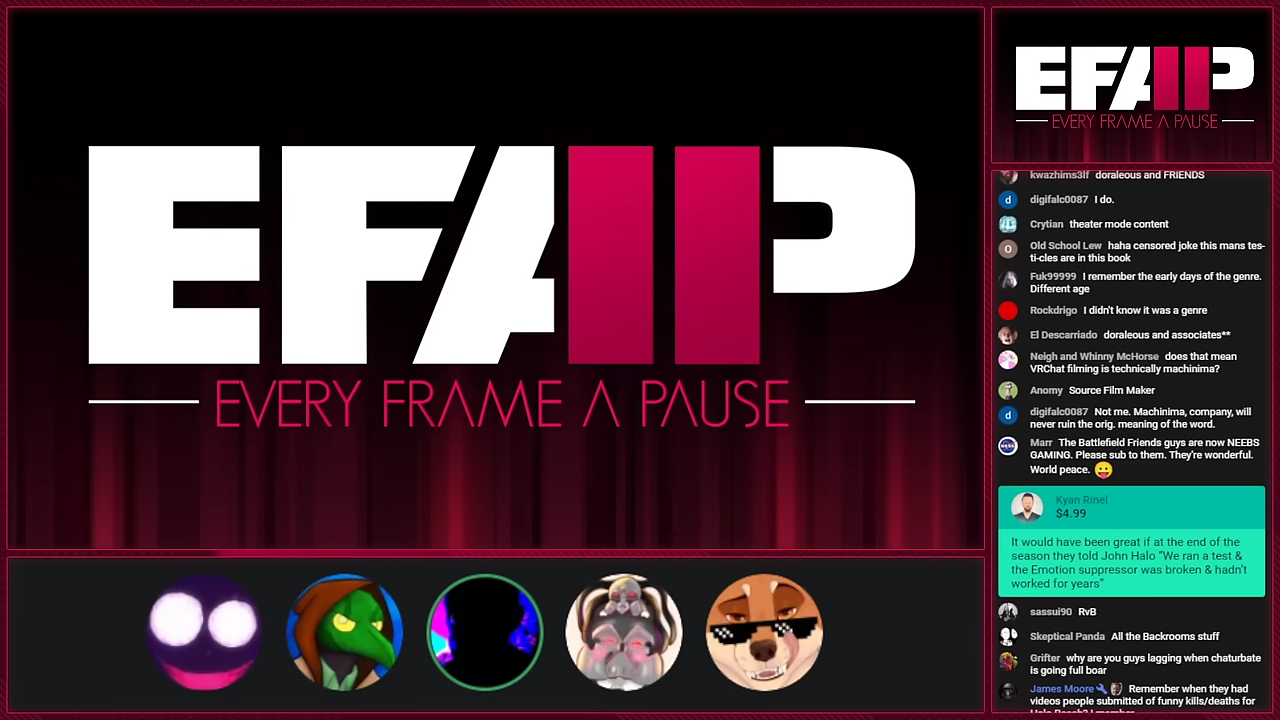 EFAP
EVERY FRAME A PAUSE
EFAP
EVERY FRAME A PAUSE
kwazhims3lf doraleous and FRIENDS
d digifalc0087 I do.
Crytian theater mode content
O Old School Lew haha censored joke this mans tes-
ti-cles are in this book
Fuk99999 I remember the early days of the genre.
Different age
Rockdrigo I didn't know it was a genre
El Descarriado doraleous and associates**
Neigh and Whinny McHorse does that mean
VRChat filming is technically machinima?
Anomy Source Film Maker
d digifalc0087 Not me. Machinima, company, will
never ruin the orig. meaning of the word.
Marr The Battlefield Friends guys are now NEEBS
GAMING. Please sub to them. They're wonderful.
World peace. 😛
Kyan Rinel
$4.99
It would have been great if at the end of the
season they told John Halo "We ran a test &
the Emotion suppressor was broken & hadn't
worked for years"
sassui90 RvB
Skeptical Panda All the Backrooms stuff
Grifter why are you guys lagging when chaturbate
is going full boar
James Moore Remember when they had
videos people submitted of funny kills/deaths for